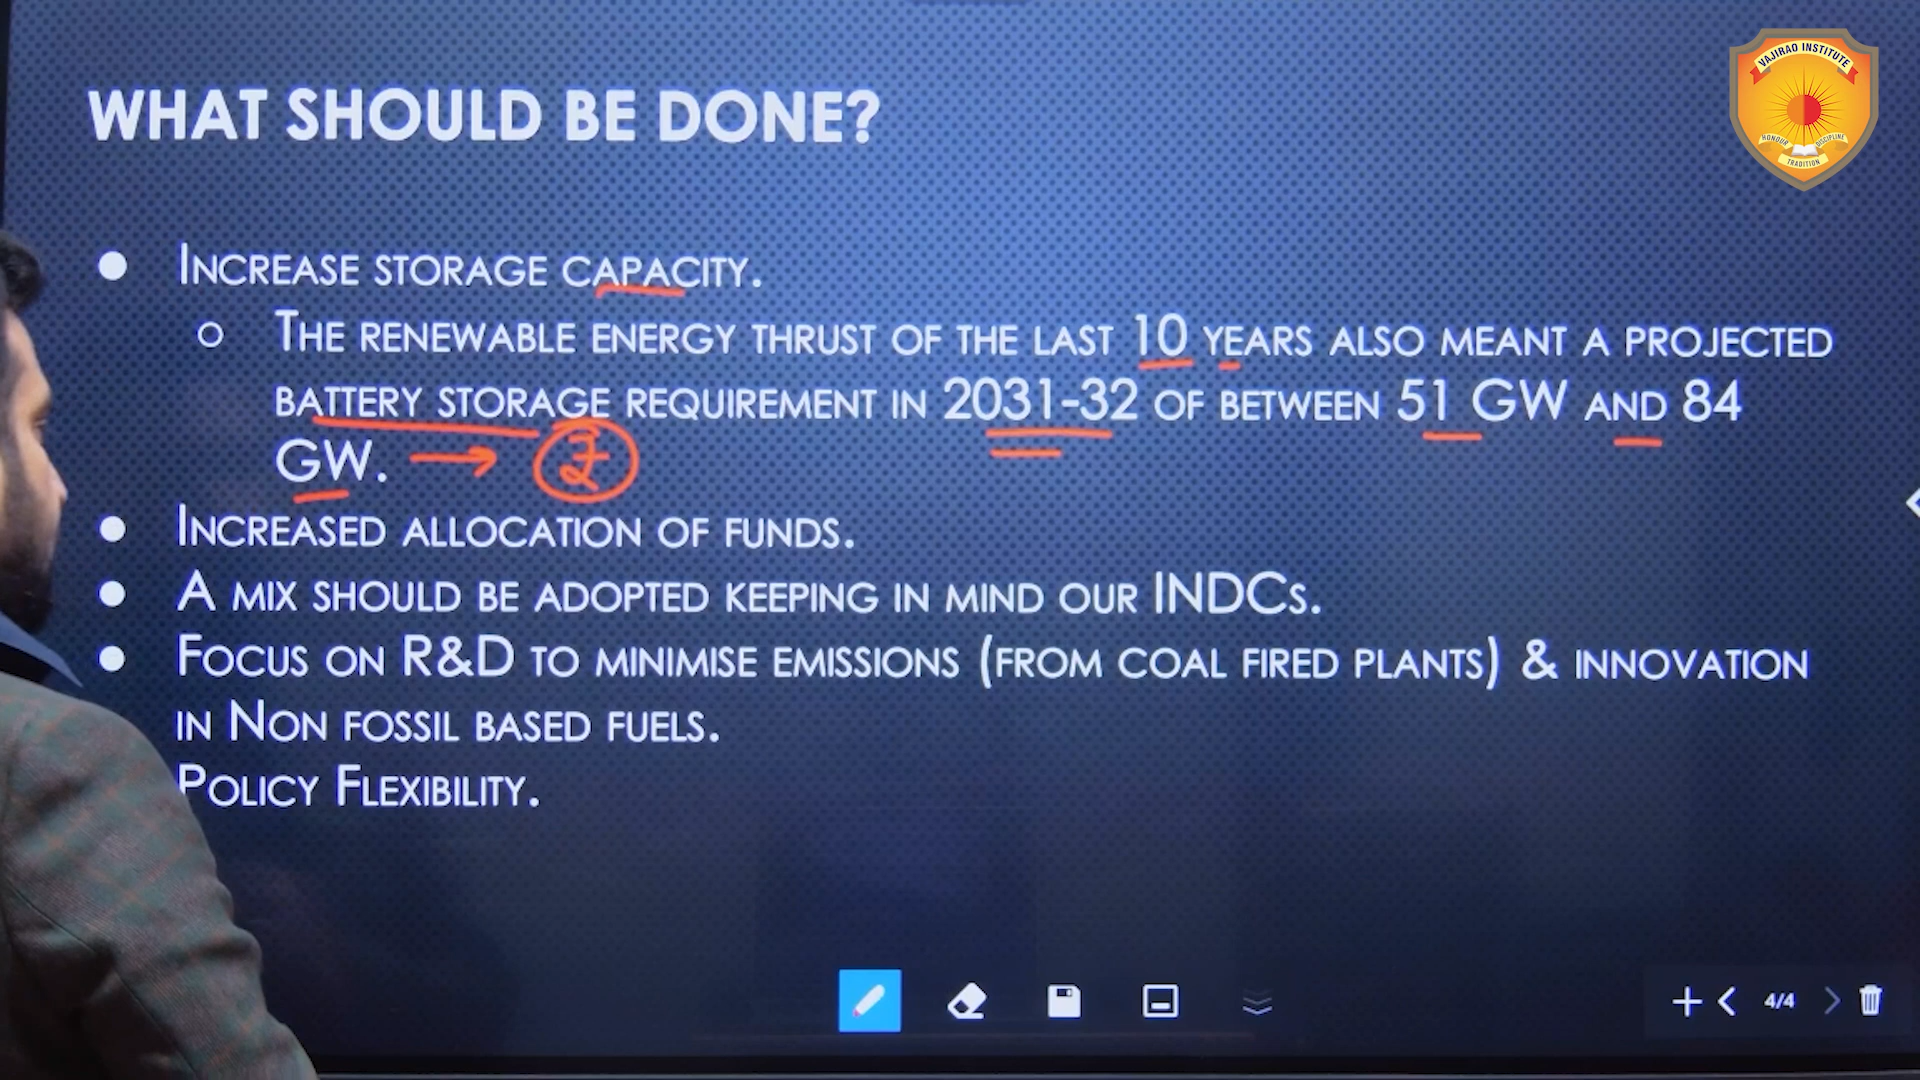 VAJIRAO INSTITUTE
HONOUR DISCIPLINE
TRADITION
WHAT SHOULD BE DONE?
● INCREASE STORAGE CAPACITY.
○ THE RENEWABLE ENERGY THRUST OF THE LAST 10 YEARS ALSO MEANT A PROJECTED
BATTERY STORAGE REQUIREMENT IN 2031-32 OF BETWEEN 51 GW AND 84
GW. → ₹
● INCREASED ALLOCATION OF FUNDS.
● A MIX SHOULD BE ADOPTED KEEPING IN MIND OUR INDCS.
● FOCUS ON R&D TO MINIMISE EMISSIONS (FROM COAL FIRED PLANTS) & INNOVATION
IN NON FOSSIL BASED FUELS.
POLICY FLEXIBILITY.
4/4